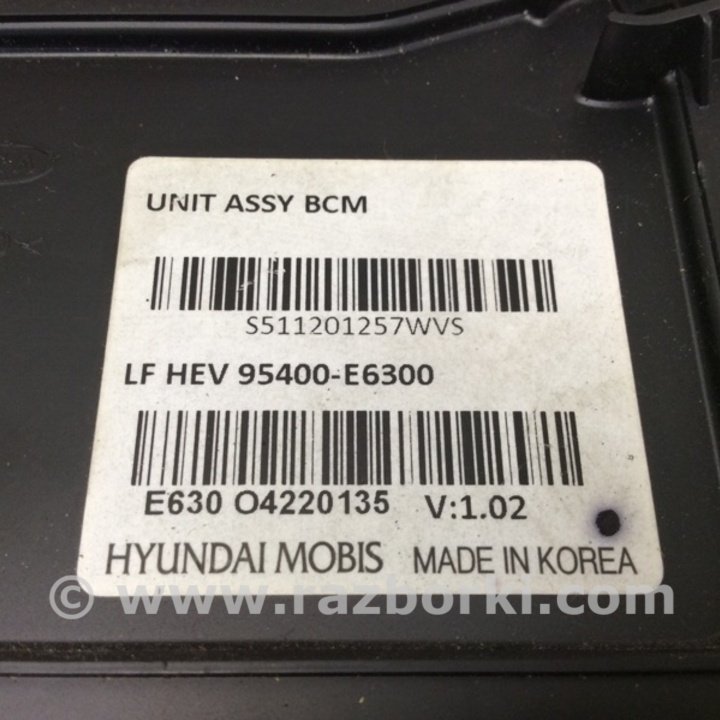 UNIT ASSY BCM
S511201257WVS
LF HEV 95400-E6300
E630 O4220135 V:1.02
HYUNDAI MOBIS MADE IN KOREA
© www.razborki.com